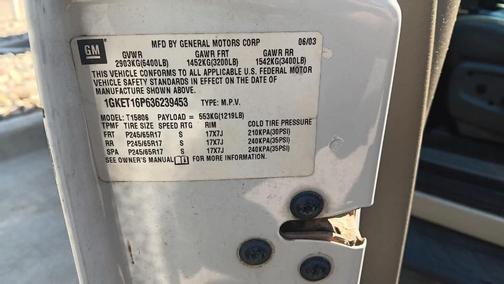 MFD BY GENERAL MOTORS CORP 06/03
GM
GVWR GAWR FRT GAWR RR
2903KG(6400LB) 1452KG(3200LB) 1542KG(3400LB)
THIS VEHICLE CONFORMS TO ALL APPLICABLE U.S. FEDERAL MOTOR
VEHICLE SAFETY STANDARDS IN EFFECT ON THE DATE OF
MANUFACTURE SHOWN ABOVE.
1GKET16P636239453 TYPE: M.P.V.
MODEL: T15806 PAYLOAD = 553KG(1219LB)
TPMF TIRE SIZE SPEED RTG RIM COLD TIRE PRESSURE
FRT P245/65R17 S 17X7J 210KPA(30PSI)
RR P245/65R17 S 17X7J 240KPA(35PSI)
SPA P245/65R17 S 17X7J 240KPA(35PSI)
SEE OWNER'S MANUAL FOR MORE INFORMATION.